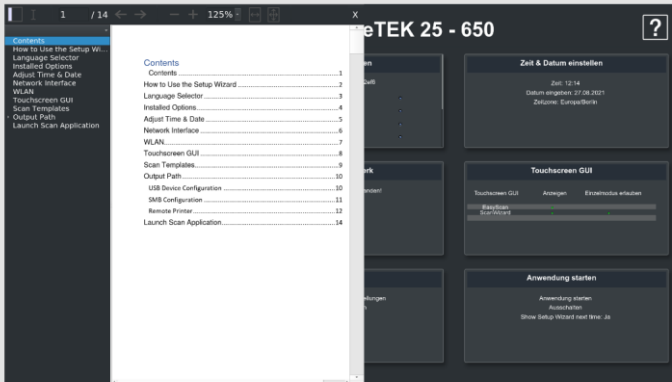 1 / 14 125% X
Contents
How to Use the Setup Wi...
Language Selector
Installed Options
Adjust Time & Date
Network Interface
WLAN
Touchscreen GUI
Scan Templates
Output Path
Launch Scan Application
Contents
Contents 1
How to Use the Setup Wizard 2
Language Selector 3
Installed Options 4
Adjust Time & Date 5
Network Interface 6
WLAN 7
Touchscreen GUI 8
Scan Templates 9
Output Path 10
USB Device Configuration 10
SMB Configuration 11
Remote Printer 12
Launch Scan Application 14
eTEK 25 - 650
?
Zeit & Datum einstellen
Zeit: 12:14
Datum eingeben: 27.08.2021
Zeitzone: Europe/Berlin
Touchscreen GUI
Touchscreen GUI Anzeigen Einzelmodus erlauben
EasyScan
ScanWizard
Anwendung starten
Anwendung starten
Ausschalten
Show Setup Wizard next time: Ja